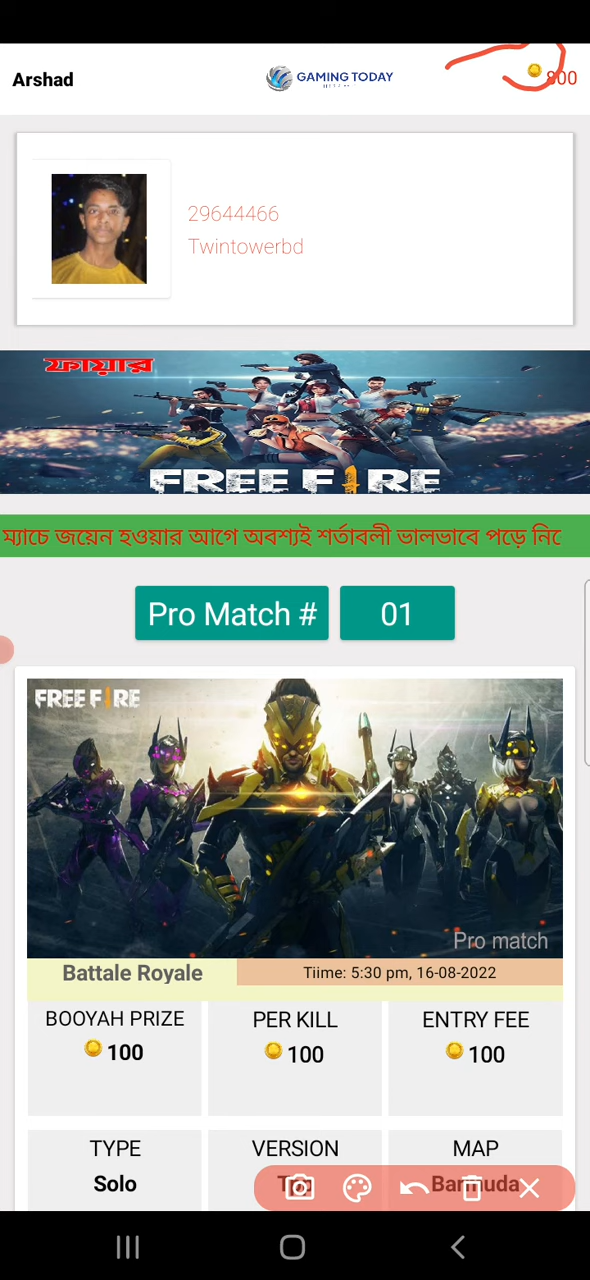 Arshad
GAMING TODAY
800
29644466
Twintowerbd
ফায়ার
FREE FIRE
ম্যাচে জয়েন হওয়ার আগে অবশ্যই শর্তাবলী ভালভাবে পড়ে নিে
Pro Match # 01
FREE FIRE
Pro match
Battale Royale
Tiime: 5:30 pm, 16-08-2022
BOOYAH PRIZE PER KILL ENTRY FEE
100 100 100
TYPE VERSION MAP
Solo Barmuda